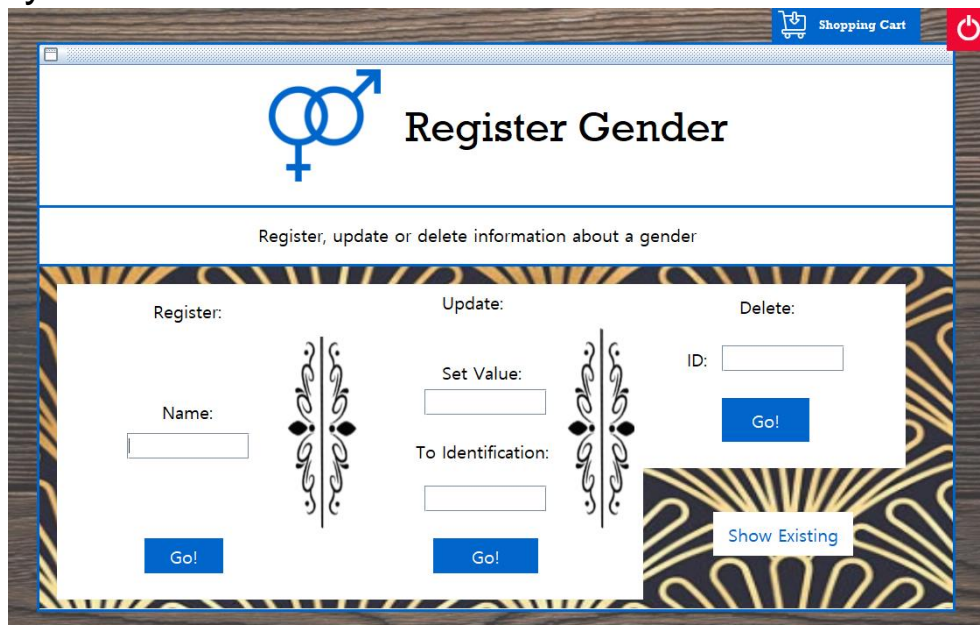 Shopping Cart
Register Gender
Register, update or delete information about a gender
Register:
Name:
Go!
Update:
Set Value:
To Identification:
Go!
Delete:
ID:
Go!
Show Existing